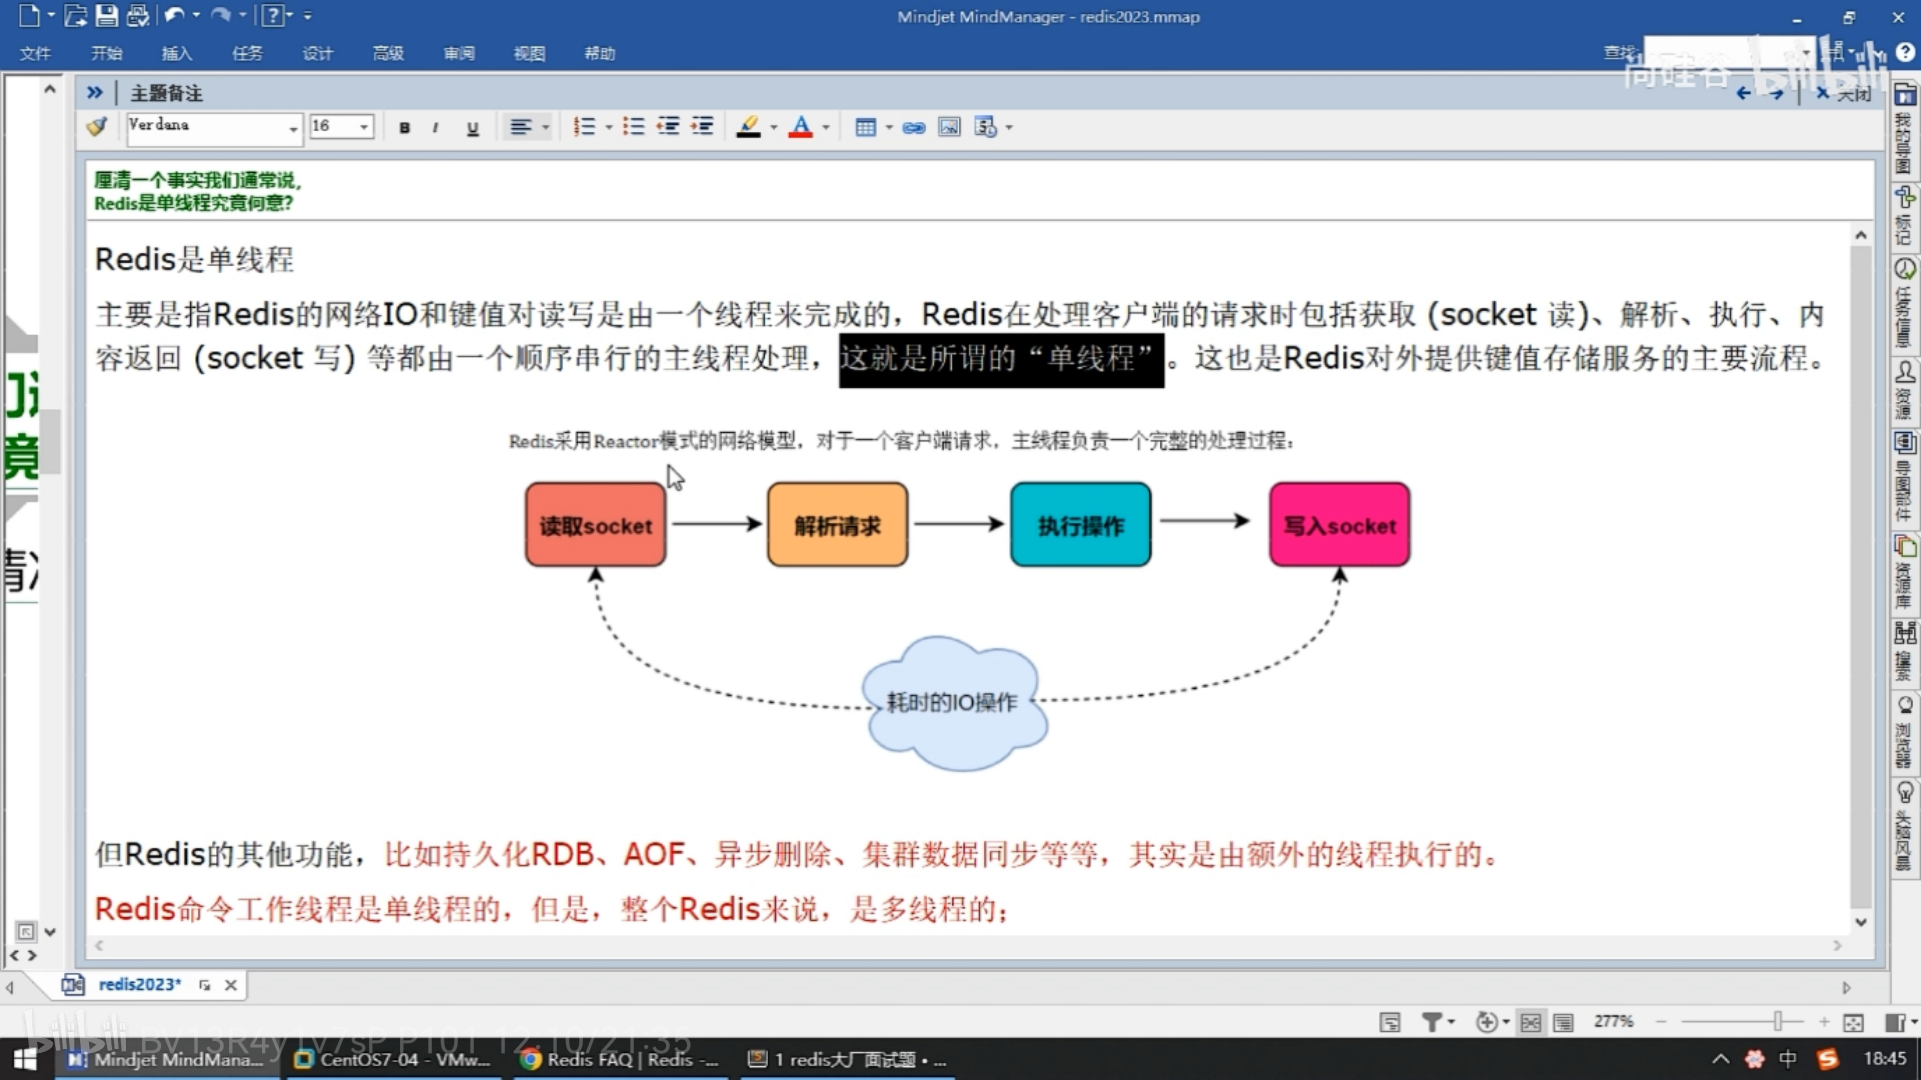 Mindjet MindManager - redis2023.mmap
文件 开始 插入 任务 设计 高级 审阅 视图 帮助
查找
尚硅谷 bilibili
主题备注
关闭
Verdana 16 B I U
厘清一个事实我们通常说,
Redis是单线程究竟何意?
Redis是单线程
主要是指Redis的网络IO和键值对读写是由一个线程来完成的，Redis在处理客户端的请求时包括获取 (socket 读)、解析、执行、内
容返回 (socket 写) 等都由一个顺序串行的主线程处理，这就是所谓的“单线程”。这也是Redis对外提供键值存储服务的主要流程。
Redis采用Reactor模式的网络模型，对于一个客户端请求，主线程负责一个完整的处理过程：
读取socket
解析请求
执行操作
写入socket
耗时的IO操作
但Redis的其他功能，比如持久化RDB、AOF、异步删除、集群数据同步等等，其实是由额外的线程执行的。
Redis命令工作线程是单线程的，但是，整个Redis来说，是多线程的；
我的导图
标记
任务信息
资源
导图部件
资源库
搜索
浏览器
头脑风暴
竟
redis2023*
277%
bilibili BV13R4y1v7sP P101 12:10/21:35
Mindjet MindMana...
CentOS7-04 - VMw...
Redis FAQ | Redis -...
1 redis大厂面试题 • ...
中
18:45